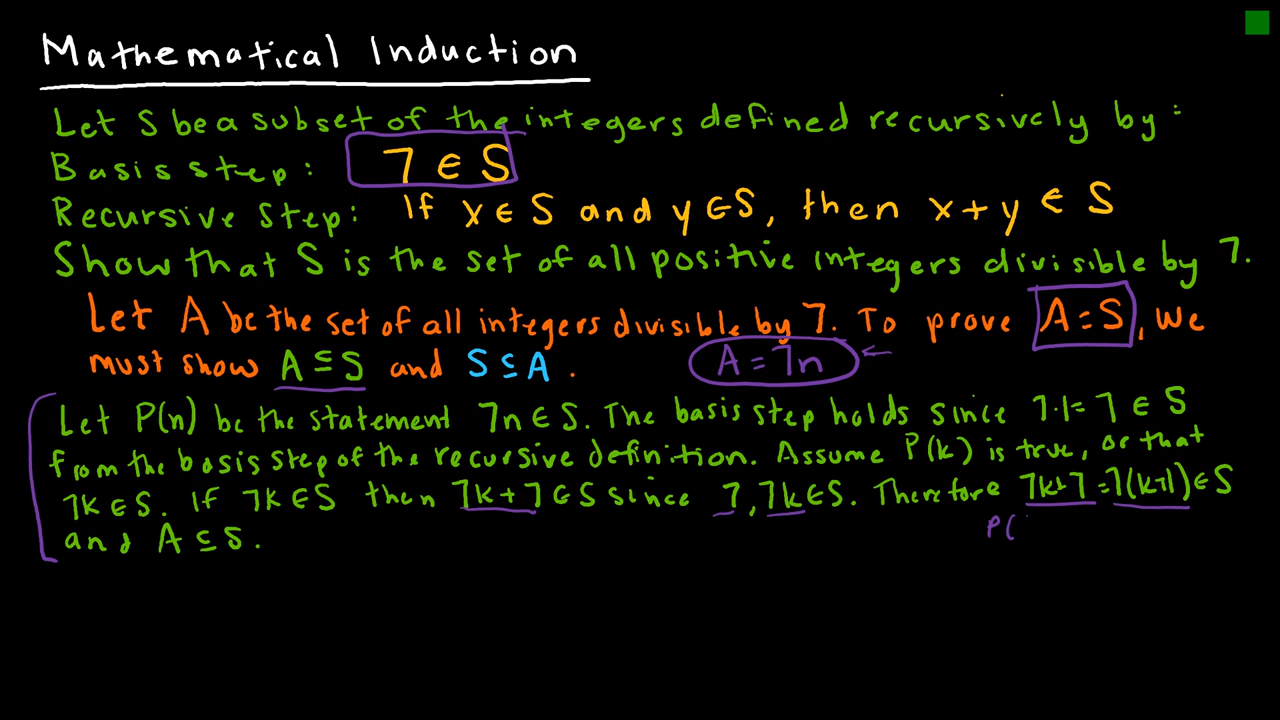 Mathematical Induction
Let S be a subset of the integers defined recursively by:
Basis step: 7 ∈ S
Recursive Step: If x ∈ S and y ∈ S, then x + y ∈ S
Show that S is the set of all positive integers divisible by 7.
Let A be the set of all integers divisible by 7. To prove A = S, we
must show A ⊆ S and S ⊆ A. A = 7n ←
Let P(n) be the statement 7n ∈ S. The basis step holds since 7·1 = 7 ∈ S
from the basis step of the recursive definition. Assume P(k) is true, or that
7k ∈ S. If 7k ∈ S then 7k + 7 ∈ S since 7, 7k ∈ S. Therefore 7k+7 = 7(k+1) ∈ S
P(
and A ⊆ S.